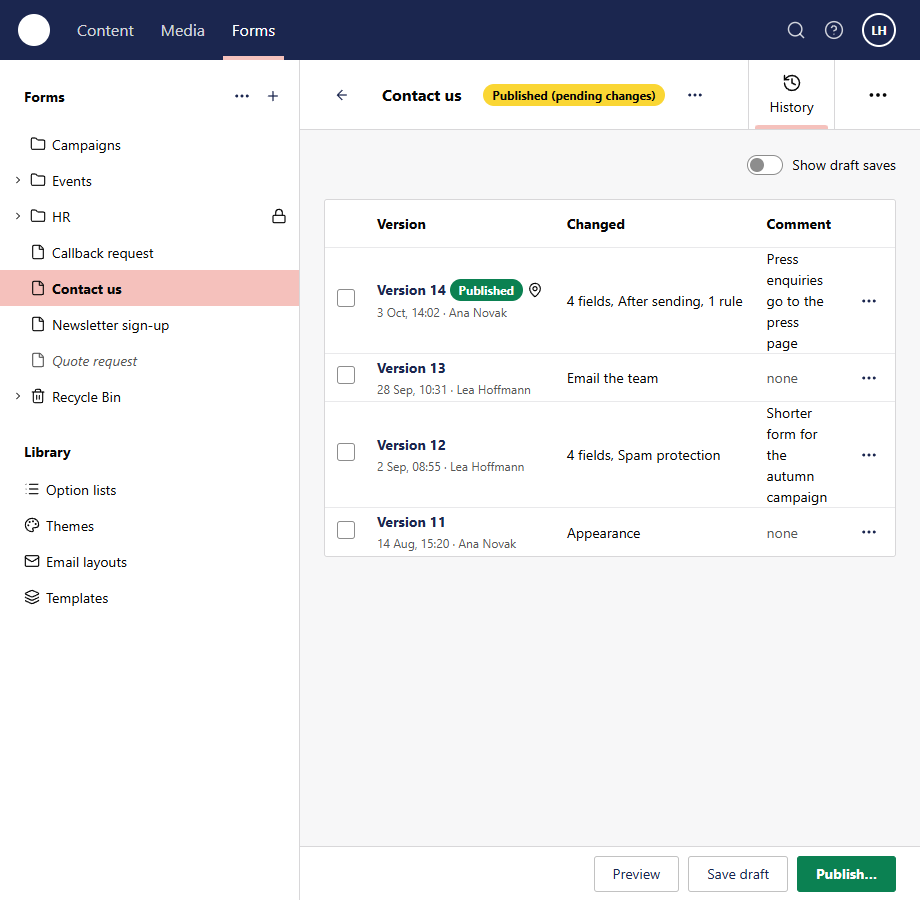 Content Media Forms LH
Forms
Campaigns
Events
HR
Callback request
Contact us
Newsletter sign-up
Quote request
Recycle Bin
Library
Option lists
Themes
Email layouts
Templates
Contact us Published (pending changes)
History
Show draft saves
Version Changed Comment
Version 14 Published
3 Oct, 14:02 · Ana Novak
4 fields, After sending, 1 rule
Press
enquiries
go to the
press
page
Version 13
28 Sep, 10:31 · Lea Hoffmann
Email the team
none
Version 12
2 Sep, 08:55 · Lea Hoffmann
4 fields, Spam protection
Shorter
form for
the
autumn
campaign
Version 11
14 Aug, 15:20 · Ana Novak
Appearance
none
Preview Save draft Publish...